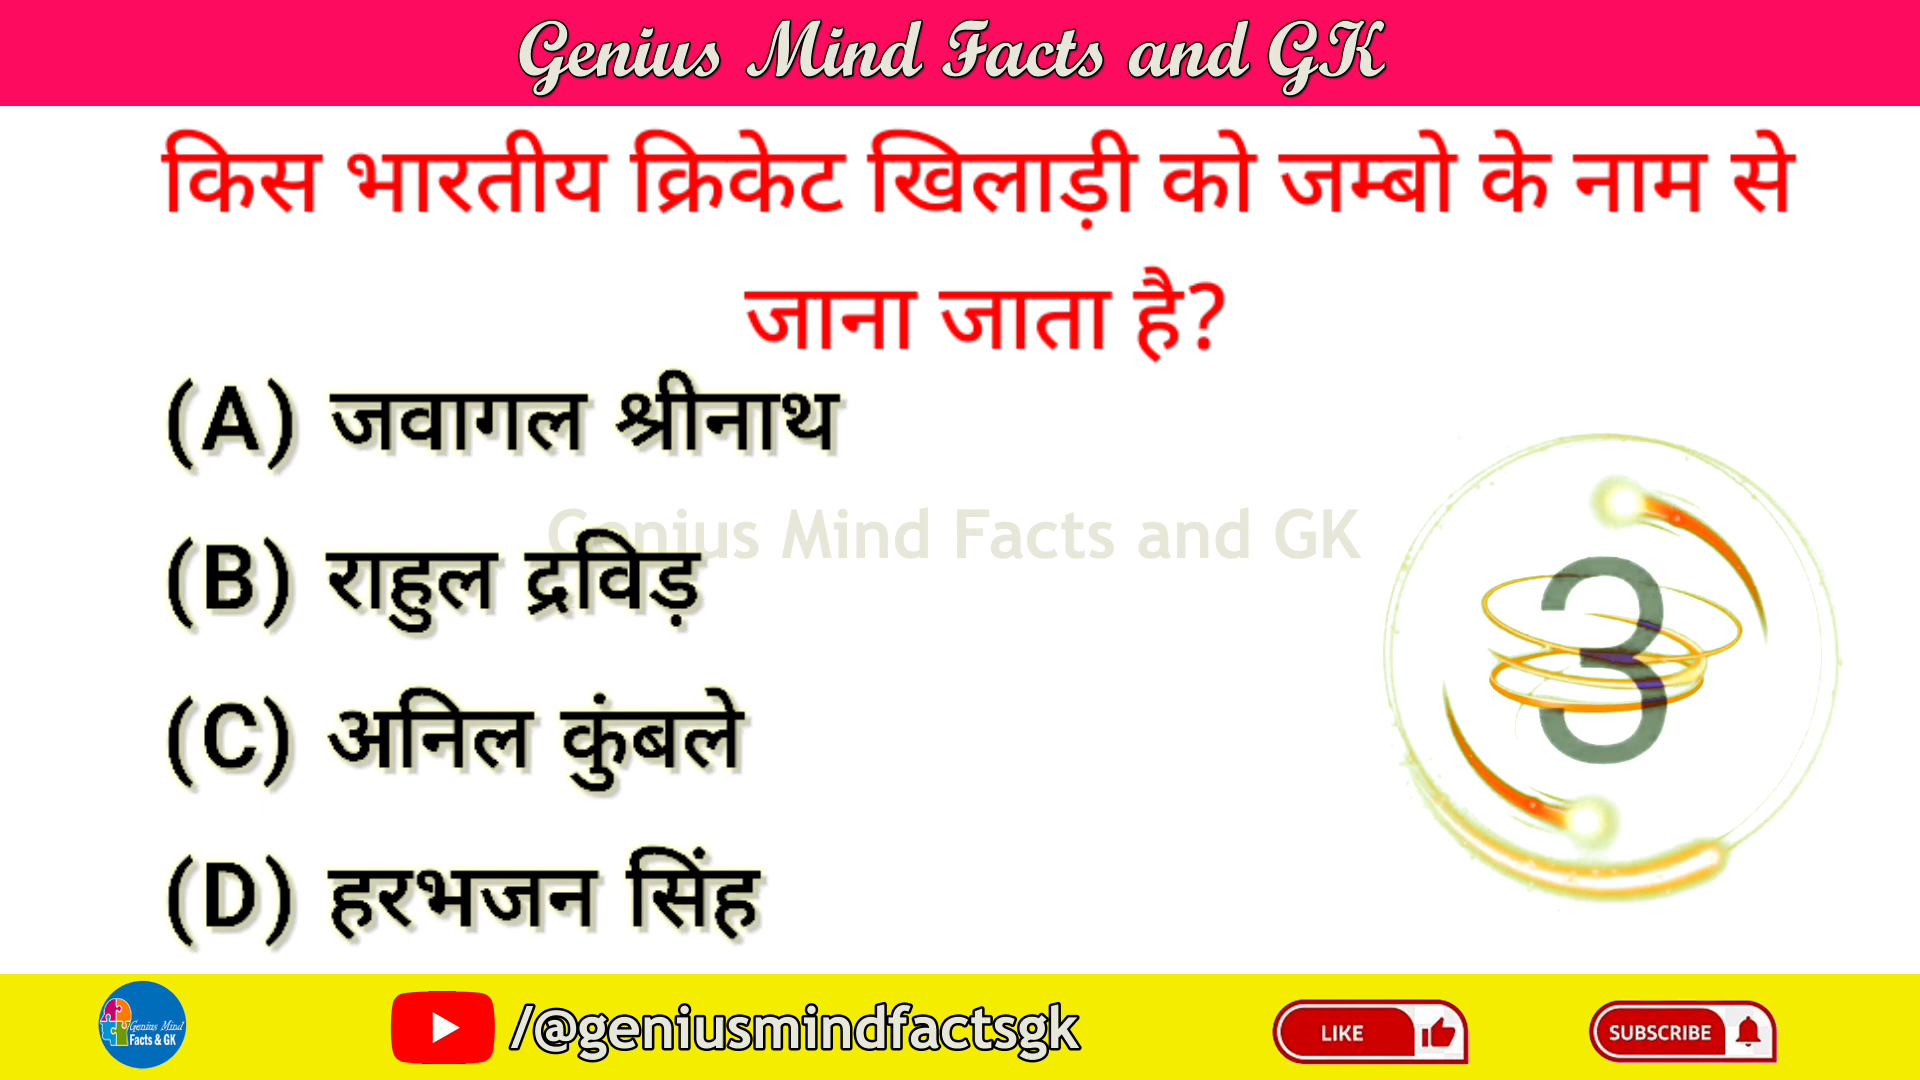 Genius Mind Facts and GK
किस भारतीय क्रिकेट खिलाड़ी को जम्बो के नाम से
जाना जाता है?
(A) जवागल श्रीनाथ
Genius Mind Facts and GK
(B) राहुल द्रविड़
(C) अनिल कुंबले
(D) हरभजन सिंह
3
Genius Mind
Facts & GK
/@geniusmindfactsgk
LIKE
SUBSCRIBE